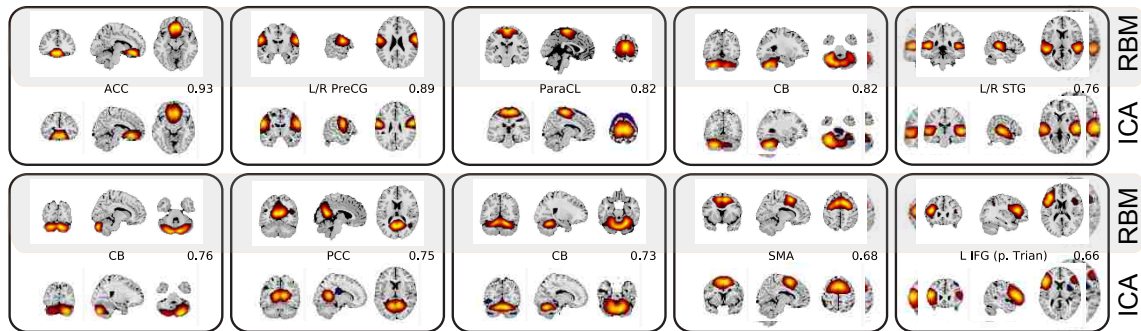 RBM
ACC 0.93
L/R PreCG 0.89
ParaCL 0.82
CB 0.82
L/R STG 0.76
ICA
RBM
CB 0.76
PCC 0.75
CB 0.73
SMA 0.68
L IFG (p. Trian) 0.66
ICA